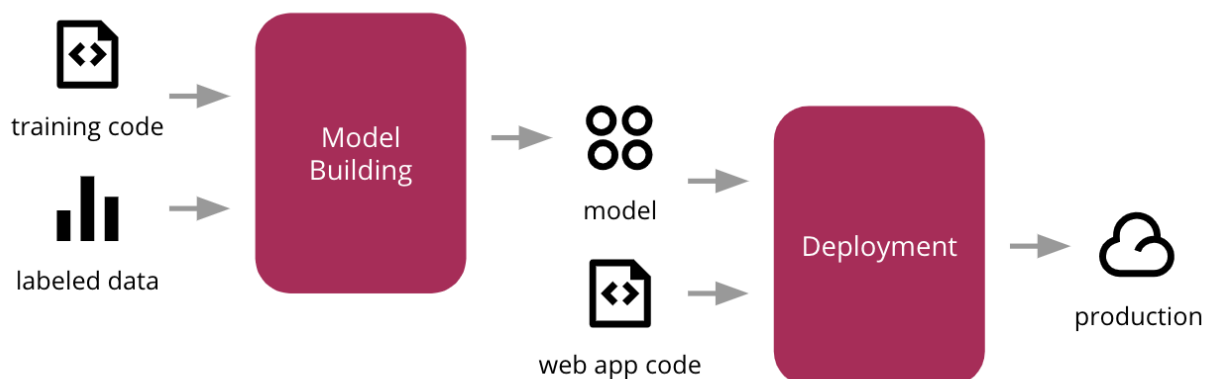 training code
labeled data
Model
Building
model
web app code
Deployment
production